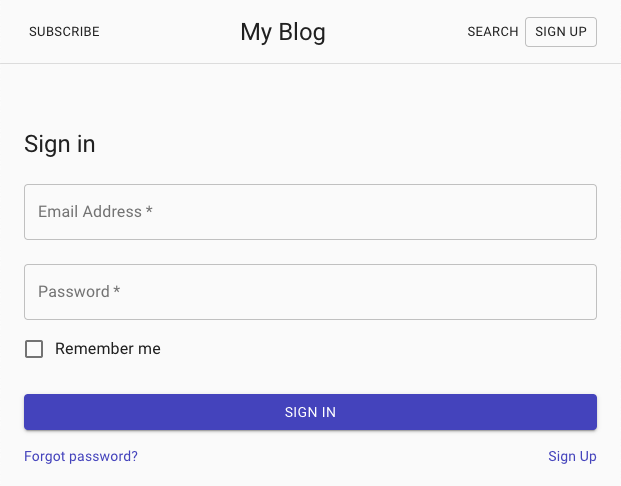 SUBSCRIBE My Blog SEARCH SIGN UP
Sign in
Email Address *
Password *
Remember me
SIGN IN
Forgot password? Sign Up